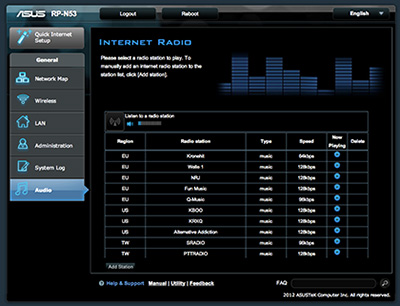 ASUS RP-N53 Logout Reboot English
Quick Internet
Setup
General
Network Map
Wireless
LAN
Administration
System Log
Audio
INTERNET RADIO
Please select a radio station to play. To
manually add an internet radio station to the
station list, click [Add station].
Listen to a radio station
Region Radio station Type Speed Now Playing Delete
EU Kronehit music 64kbps
EU Welle 1 music 128kbps
EU NRJ music 128kbps
EU Fun Music music 128kbps
EU G-Music music 96kbps
US KSOO music 128kbps
US KRXQ music 128kbps
US Alternative Addiction music 128kbps
TW SRADIO music 96kbps
TW PTTRADIO music 128kbps
Add Station
Help & Support Manual | Utility | Feedback FAQ
2012 ASUSTeK Computer Inc. All rights reserved.